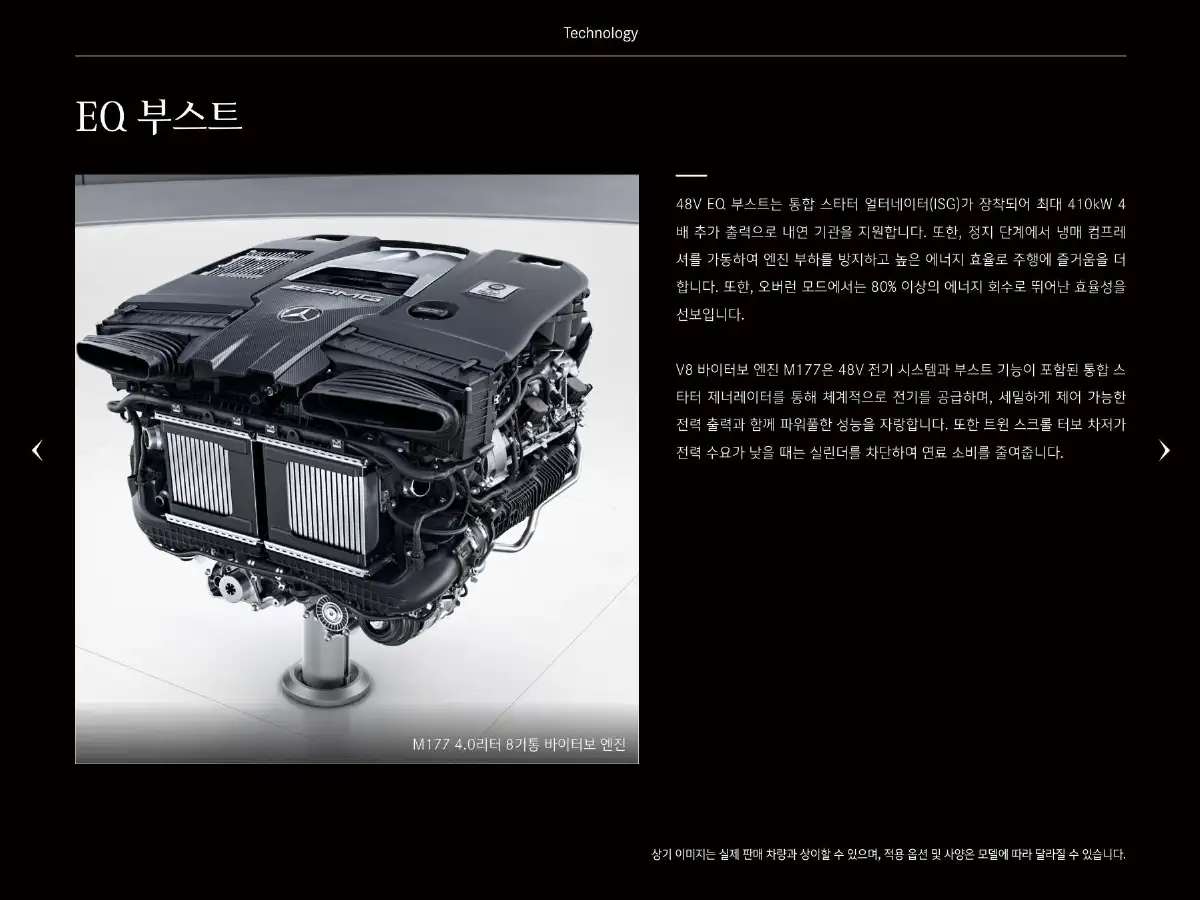 Technology
EQ 부스트
48V EQ 부스트는 통합 스타터 얼터네이터(ISG)가 장착되어 최대 410kW 4
배 추가 출력으로 내연 기관을 지원합니다. 또한, 정지 단계에서 냉매 컴프레
셔를 가동하여 엔진 부하를 방지하고 높은 에너지 효율로 주행에 즐거움을 더
합니다. 또한, 오버런 모드에서는 80% 이상의 에너지 회수로 뛰어난 효율성을
선보입니다.
V8 바이터보 엔진 M177은 48V 전기 시스템과 부스트 기능이 포함된 통합 스
타터 제너레이터를 통해 체계적으로 전기를 공급하며, 세밀하게 제어 가능한
전력 출력과 함께 파워풀한 성능을 자랑합니다. 또한 트윈 스크롤 터보 차저가
전력 수요가 낮을 때는 실린더를 차단하여 연료 소비를 줄여줍니다.
AMG
M177 4.0리터 8기통 바이터보 엔진
상기 이미지는 실제 판매 차량과 상이할 수 있으며, 적용 옵션 및 사양은 모델에 따라 달라질 수 있습니다.